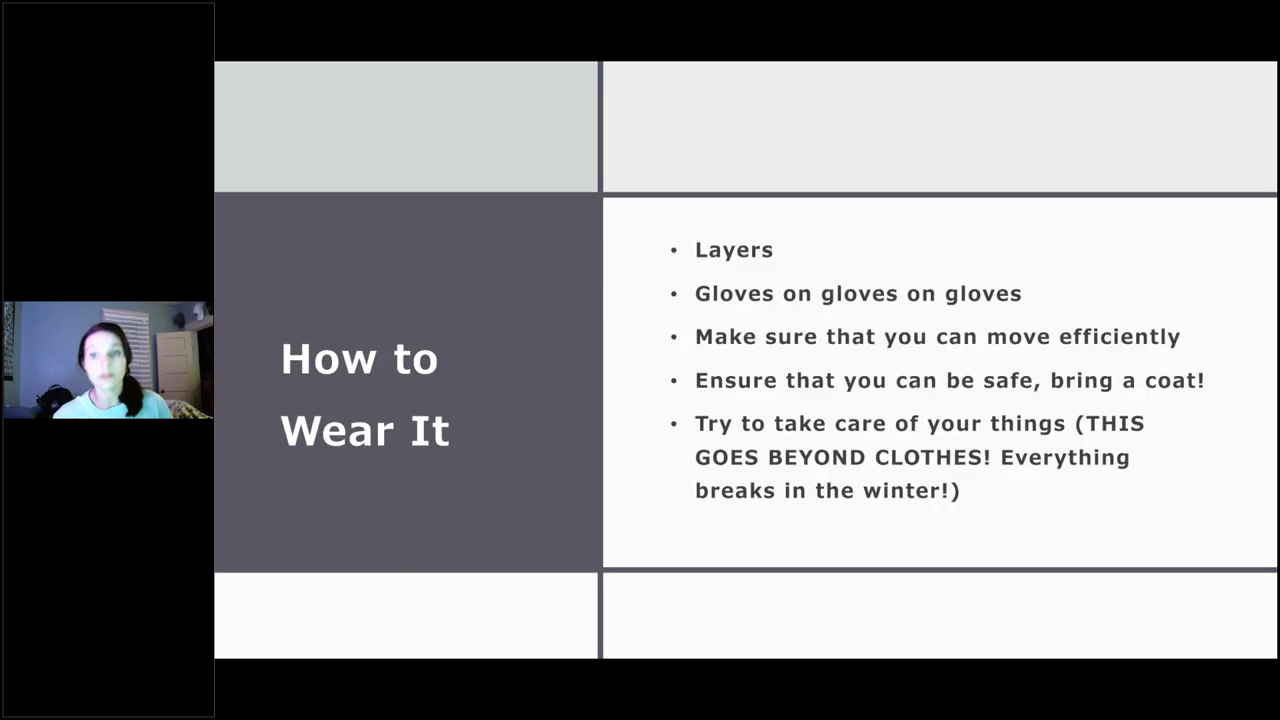 How to
Wear It
• Layers
• Gloves on gloves on gloves
• Make sure that you can move efficiently
• Ensure that you can be safe, bring a coat!
• Try to take care of your things (THIS
GOES BEYOND CLOTHES! Everything
breaks in the winter!)